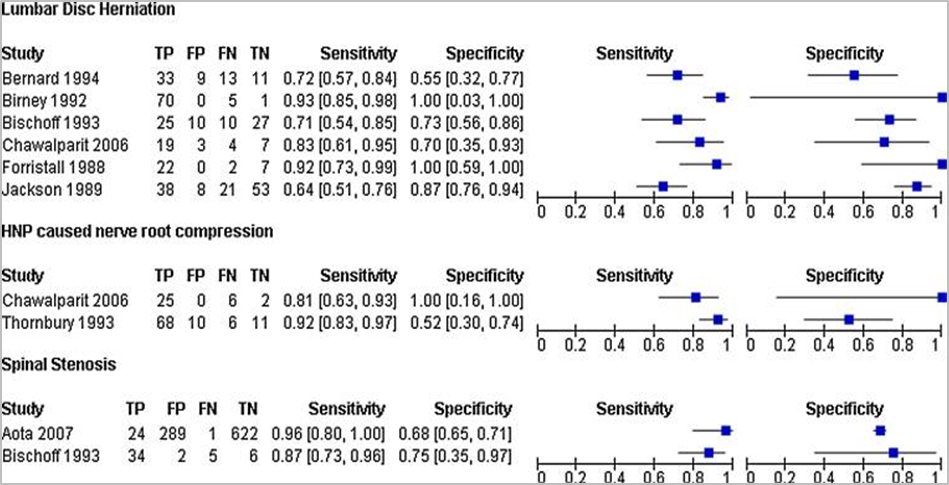 Lumbar Disc Herniation
Study TP FP FN TN Sensitivity Specificity Sensitivity Specificity
Bernard 1994 33 9 13 11 0.72 [0.57, 0.84] 0.55 [0.32, 0.77]
Birney 1992 70 0 5 1 0.93 [0.85, 0.98] 1.00 [0.03, 1.00]
Bischoff 1993 25 10 10 27 0.71 [0.54, 0.85] 0.73 [0.56, 0.86]
Chawalparit 2006 19 3 4 7 0.83 [0.61, 0.95] 0.70 [0.35, 0.93]
Forristall 1988 22 0 2 7 0.92 [0.73, 0.99] 1.00 [0.59, 1.00]
Jackson 1989 38 8 21 53 0.64 [0.51, 0.76] 0.87 [0.76, 0.94]
0 0.2 0.4 0.6 0.8 1 0 0.2 0.4 0.6 0.8 1
HNP caused nerve root compression
Study TP FP FN TN Sensitivity Specificity Sensitivity Specificity
Chawalparit 2006 25 0 6 2 0.81 [0.63, 0.93] 1.00 [0.16, 1.00]
Thornbury 1993 68 10 6 11 0.92 [0.83, 0.97] 0.52 [0.30, 0.74]
0 0.2 0.4 0.6 0.8 1 0 0.2 0.4 0.6 0.8 1
Spinal Stenosis
Study TP FP FN TN Sensitivity Specificity Sensitivity Specificity
Aota 2007 24 289 1 622 0.96 [0.80, 1.00] 0.68 [0.65, 0.71]
Bischoff 1993 34 2 5 6 0.87 [0.73, 0.96] 0.75 [0.35, 0.97]
0 0.2 0.4 0.6 0.8 1 0 0.2 0.4 0.6 0.8 1